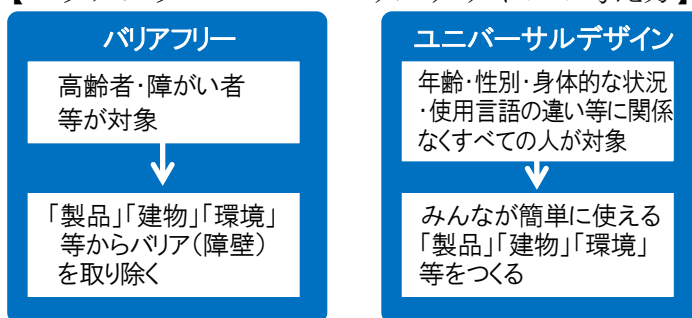 バリアフリー
高齢者・障がい者
等が対象
「製品」「建物」「環境」
等からバリア（障壁）
を取り除く
ユニバーサルデザイン
年齢・性別・身体的な状況
・使用言語の違い等に関係
なくすべての人が対象
みんなが簡単に使える
「製品」「建物」「環境」
等をつくる